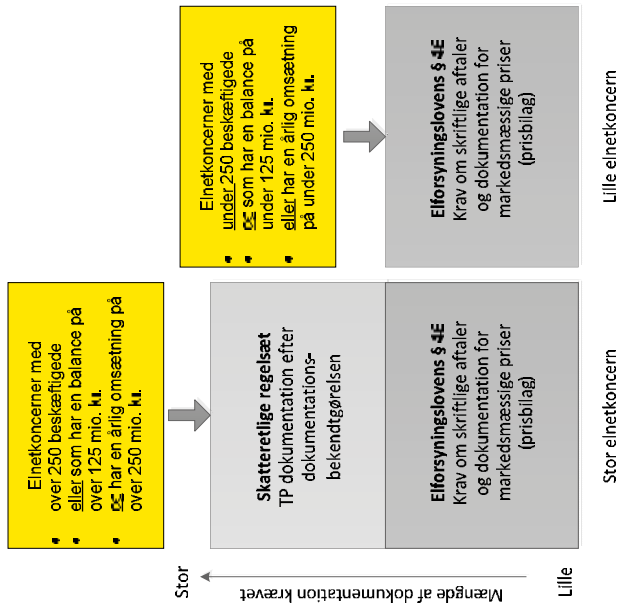 Elnetkoncerner med
over 250 beskæftigede
eller som har en balance på
over 125 mio. kr.
og har en årlig omsætning på
over 250 mio. kr.
Elnetkoncerner med
under 250 beskæftigede
og som har en balance på
under 125 mio. kr.
eller har en årlig omsætning
på under 250 mio. kr.
Stor
Skatteretlige regelsæt
TP dokumentation efter
dokumentations-
bekendtgørelsen
Mængde af dokumentation krævet
Elforsyningslovens § 46
Krav om skriftlige aftaler
og dokumentation for
markedsmæssige priser
(prisbilag)
Elforsyningslovens § 46
Krav om skriftlige aftaler
og dokumentation for
markedsmæssige priser
(prisbilag)
Lille
Stor elnetkoncern
Lille elnetkoncern